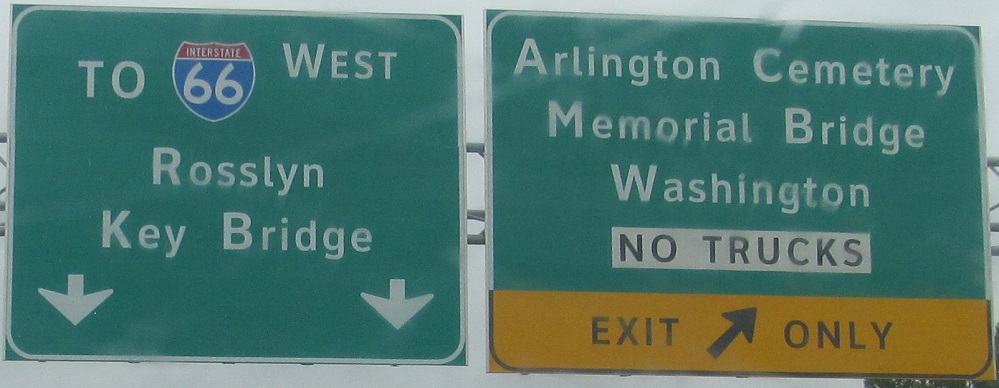 TO INTERSTATE 66 WEST
Rosslyn
Key Bridge
Arlington Cemetery
Memorial Bridge
Washington
NO TRUCKS
EXIT ONLY